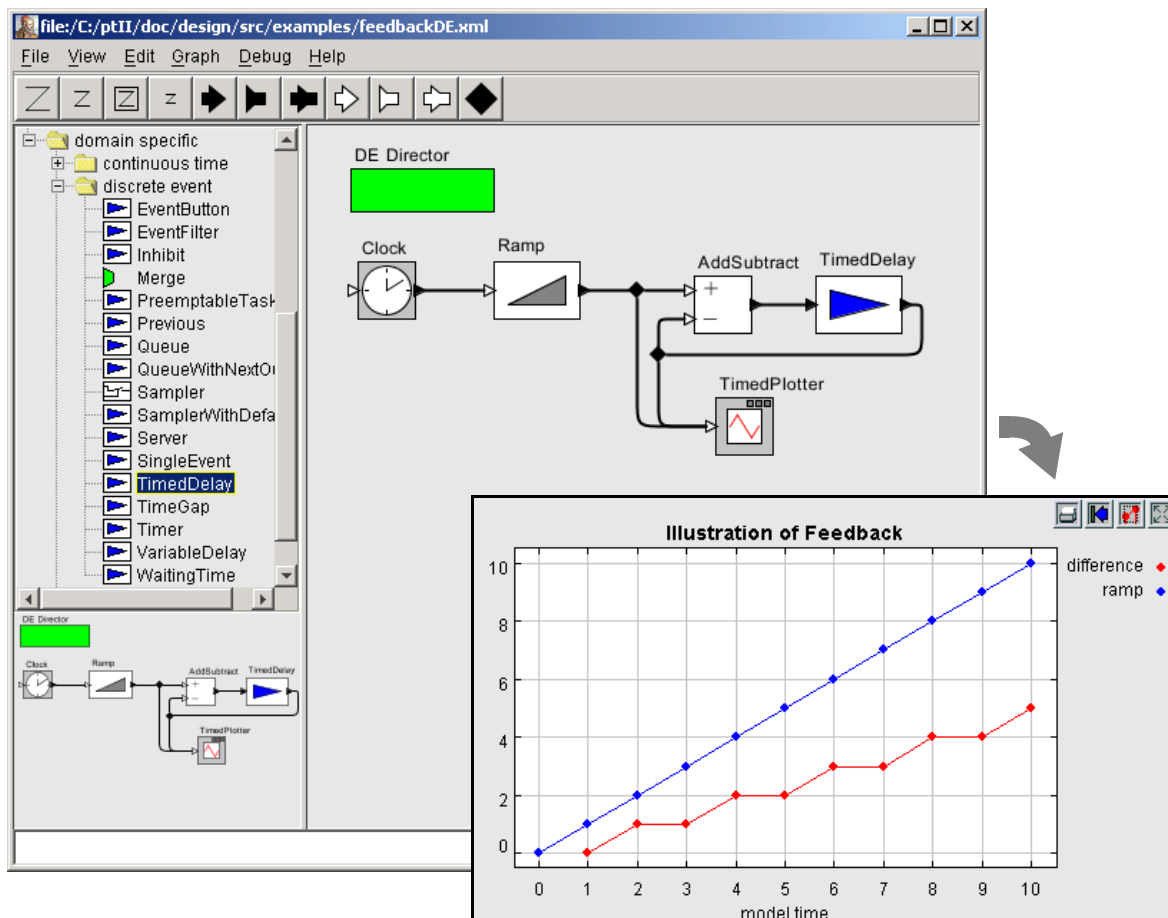 file:/C:/ptII/doc/design/src/examples/feedbackDE.xml
File View Edit Graph Debug Help
domain specific
continuous time
discrete event
EventButton
EventFilter
Inhibit
Merge
PreemptableTask
Previous
Queue
QueueWithNextOu
Sampler
SamplerWithDefa
Server
SingleEvent
TimedDelay
TimeGap
Timer
VariableDelay
WaitingTime
DE Director
Clock
Ramp
AddSubtract
TimedDelay
TimedPlotter
DE Director
Clock
Ramp
AddSubtract
TimedDelay
+
−
TimedPlotter
Illustration of Feedback
difference
ramp
10
8
6
4
2
0
0 1 2 3 4 5 6 7 8 9 10
model time